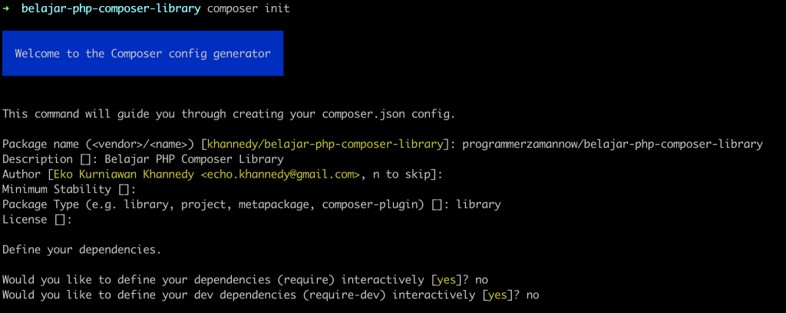 ➜ belajar-php-composer-library composer init
Welcome to the Composer config generator
This command will guide you through creating your composer.json config.
Package name (<vendor>/<name>) [khannedy/belajar-php-composer-library]: programmerzamannow/belajar-php-composer-library
Description []: Belajar PHP Composer Library
Author [Eko Kurniawan Khannedy <echo.khannedy@gmail.com>, n to skip]:
Minimum Stability []:
Package Type (e.g. library, project, metapackage, composer-plugin) []: library
License []:
Define your dependencies.
Would you like to define your dependencies (require) interactively [yes]? no
Would you like to define your dev dependencies (require-dev) interactively [yes]? no